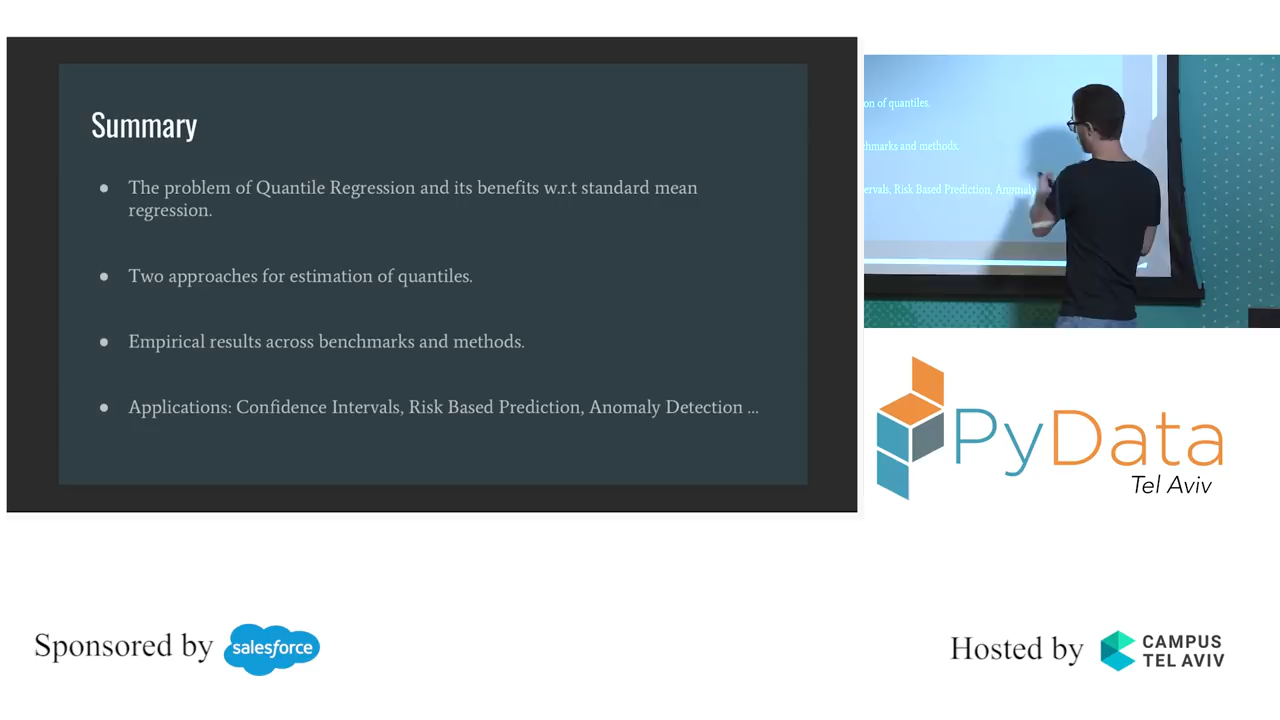 Summary
● The problem of Quantile Regression and its benefits w.r.t standard mean
regression.
● Two approaches for estimation of quantiles.
● Empirical results across benchmarks and methods.
● Applications: Confidence Intervals, Risk Based Prediction, Anomaly Detection ...
on of quantiles.
hmarks and methods.
ervals, Risk Based Prediction, Anomaly
PyData
Tel Aviv
Sponsored by salesforce
Hosted by CAMPUS
TEL AVIV